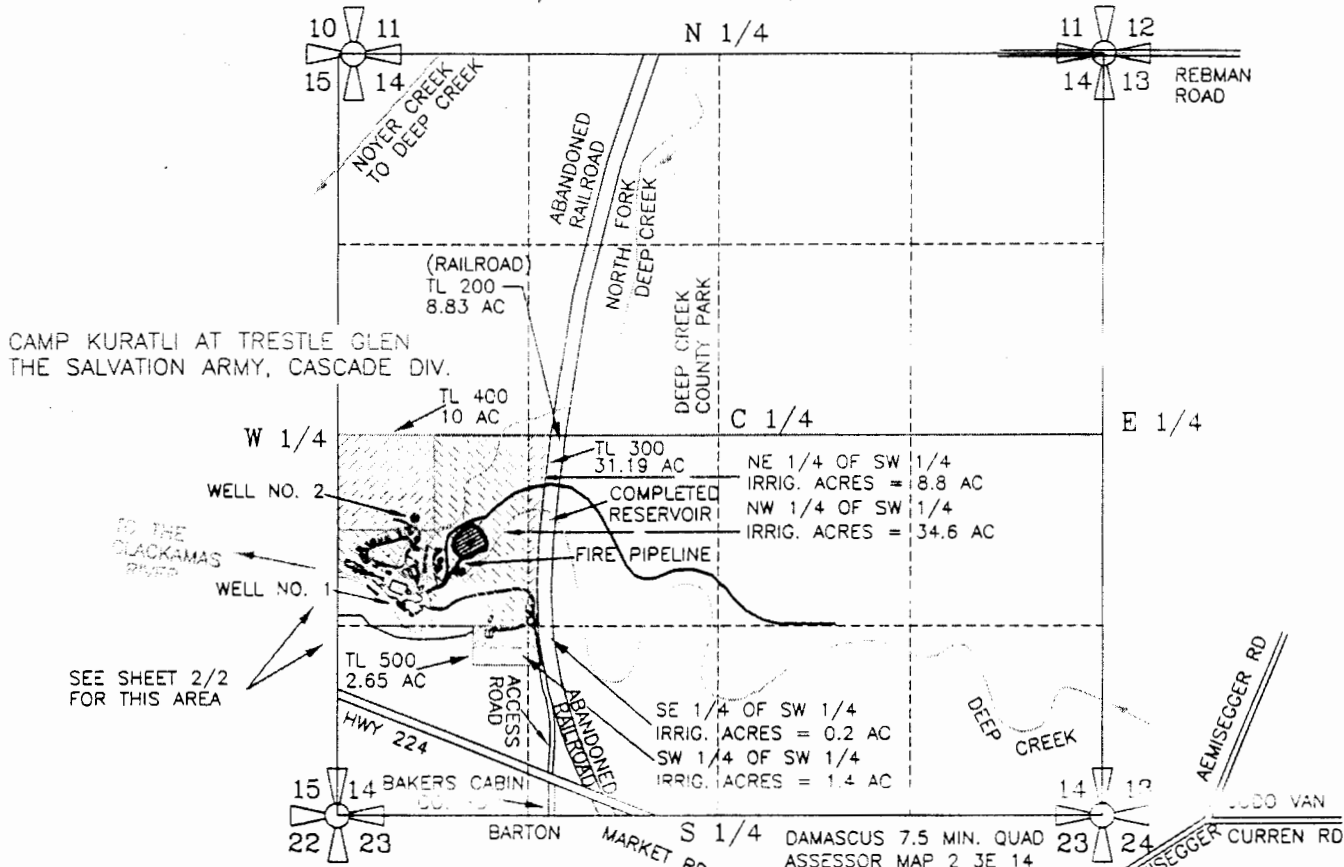 10 11
15 14
N 1/4
11 12
14 13
REBMAN
ROAD
NOYER CREEK
TO DEEP CREEK
ABANDONED
RAILROAD
NORTH FORK
DEEP CREEK
(RAILROAD)
TL 200
8.83 AC
DEEP CREEK
COUNTY PARK
CAMP KURATLI AT TRESTLE GLEN
THE SALVATION ARMY, CASCADE DIV.
TL 400
10 AC
W 1/4
C 1/4
E 1/4
TL 300
31.19 AC
NE 1/4 OF SW 1/4
IRRIG. ACRES = 8.8 AC
WELL NO. 2
COMPLETED
RESERVOIR
NW 1/4 OF SW 1/4
IRRIG. ACRES = 34.6 AC
TO THE
CLACKAMAS
RIVER
FIRE PIPELINE
WELL NO. 1
SEE SHEET 2/2
FOR THIS AREA
TL 500
2.65 AC
ACCESS
ROAD
ABANDONED
RAILROAD
SE 1/4 OF SW 1/4
IRRIG. ACRES = 0.2 AC
SW 1/4 OF SW 1/4
IRRIG. ACRES = 1.4 AC
DEEP CREEK
AEMISEGGER RD
HWY 224
15 14
22 23
BAKERS CABIN
BARTON
MARKET RD
S 1/4
DAMASCUS 7.5 MIN. QUAD
ASSESSOR MAP 2 3E 14
14
23 24
VAN
CURREN RD